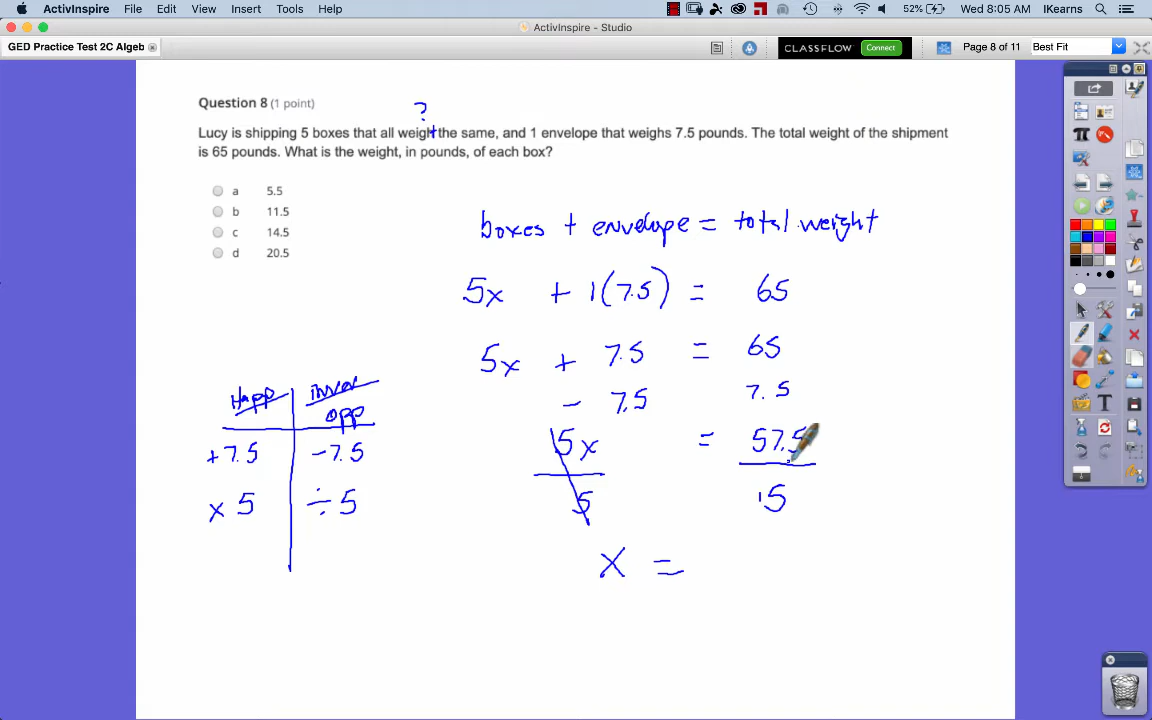 ActivInspire File Edit View Insert Tools Help 52% Wed 8:05 AM IKearns
ActivInspire - Studio
GED Practice Test 2C Algeb CLASSFLOW Connect Page 8 of 11 Best Fit
Question 8 (1 point)
?
Lucy is shipping 5 boxes that all weigh the same, and 1 envelope that weighs 7.5 pounds. The total weight of the shipment
is 65 pounds. What is the weight, in pounds, of each box?
a 5.5
b 11.5
c 14.5
d 20.5
boxes + envelope = total weight
5x + 1(7.5) = 65
5x + 7.5 = 65
- 7.5 7.5
5x = 57.5
5 5
x =
Happ Inver
opp
+7.5 -7.5
x 5 ÷ 5